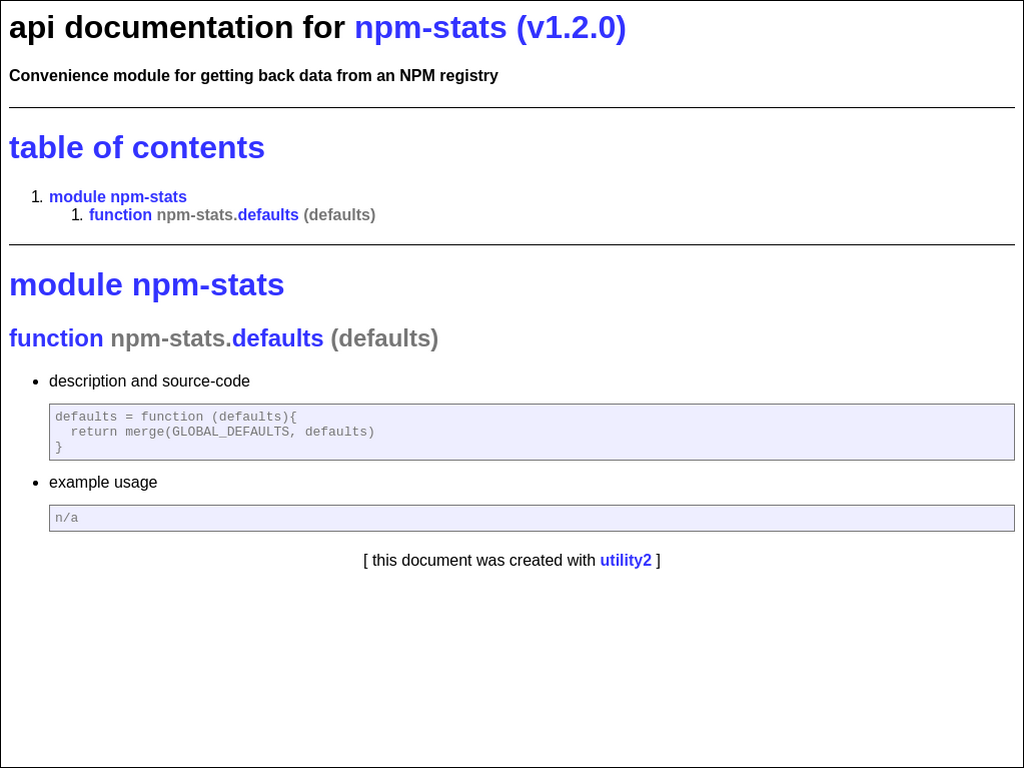 api documentation for npm-stats (v1.2.0)
Convenience module for getting back data from an NPM registry
table of contents
1. module npm-stats
1. function npm-stats.defaults (defaults)
module npm-stats
function npm-stats.defaults (defaults)
• description and source-code
defaults = function (defaults){
  return merge(GLOBAL_DEFAULTS, defaults)
}
• example usage
n/a
[ this document was created with utility2 ]